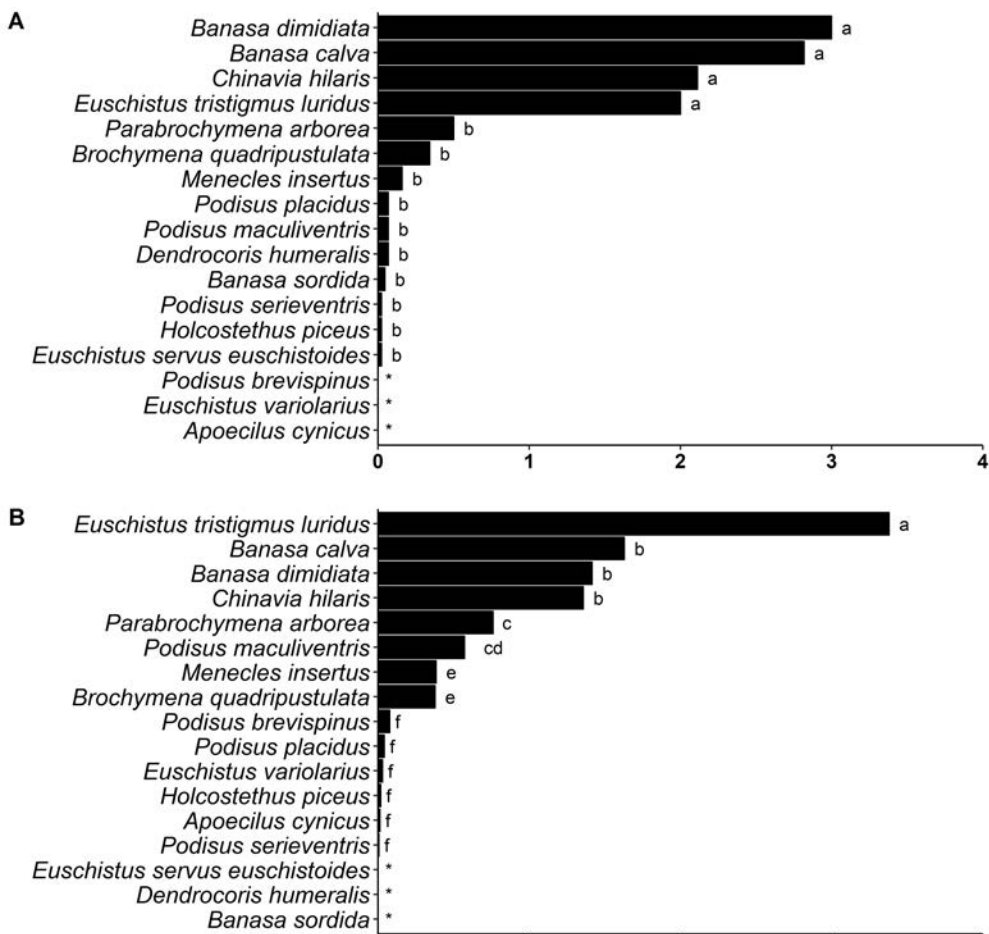 A
Banasa dimidiata a
Banasa calva a
Chinavia hilaris a
Euschistus tristigmus luridus a
Parabrochymena arborea b
Brochymena quadripustulata b
Menecles insertus b
Podisus placidus b
Podisus maculiventris b
Dendrocoris humeralis b
Banasa sordida b
Podisus serieventris b
Holcostethus piceus b
Euschistus servus euschistoides b
Podisus brevispinus *
Euschistus variolarius *
Apoecilus cynicus *
0 1 2 3 4
B
Euschistus tristigmus luridus a
Banasa calva b
Banasa dimidiata b
Chinavia hilaris b
Parabrochymena arborea c
Podisus maculiventris cd
Menecles insertus e
Brochymena quadripustulata e
Podisus brevispinus f
Podisus placidus f
Euschistus variolarius f
Holcostethus piceus f
Apoecilus cynicus f
Podisus serieventris f
Euschistus servus euschistoides *
Dendrocoris humeralis *
Banasa sordida *